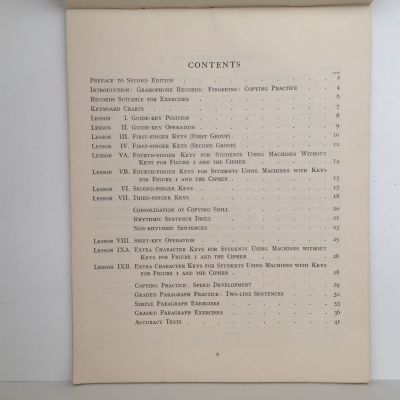 CONTENTS
PAGE
Preface to Second Edition . . . . . . 2
Introduction: Gramophone Records: Fingering: Copying Practice . 4
Records Suitable for Exercises . . . . . . 6
Keyboard Charts . . . . . . 7
Lesson I. Guide-key Position . . . . . . 8
Lesson II. Guide-key Operation . . . . . . 9
Lesson III. First-finger Keys (First Group) . . . . . . 10
Lesson IV. First-finger Keys (Second Group) . . . . . . 12
Lesson VA. Fourth-finger Keys for Students Using Machines Without
Keys for Figure 1 and the Cipher . . . . . . 14
Lesson VB. Fourth-finger Keys for Students Using Machines with Keys
for Figure 1 and the Cipher . . . . . . 15
Lesson VI. Second-finger Keys . . . . . . 17
Lesson VII. Third-finger Keys . . . . . . 18
Consolidation of Copying Skill . . . . . . 20
Rhythmic Sentence Drill . . . . . . 21
Non-rhythmic Sentences . . . . . . 23
Lesson VIII. Shift-key Operation . . . . . . 25
Lesson IXA. Extra Character Keys for Students Using Machines without
Keys for Figure 1 and the Cipher . . . . . . 26
Lesson IXB. Extra Character Keys for Students Using Machines with Keys
for Figure 1 and the Cipher . . . . . . 28
Copying Practice: Speed Development . . . . . . 29
Graded Paragraph Practice: Two-line Sentences . . . . . . 30
Simple Paragraph Exercises . . . . . . 33
Graded Paragraph Exercises . . . . . . 36
Accuracy Tests . . . . . . 41